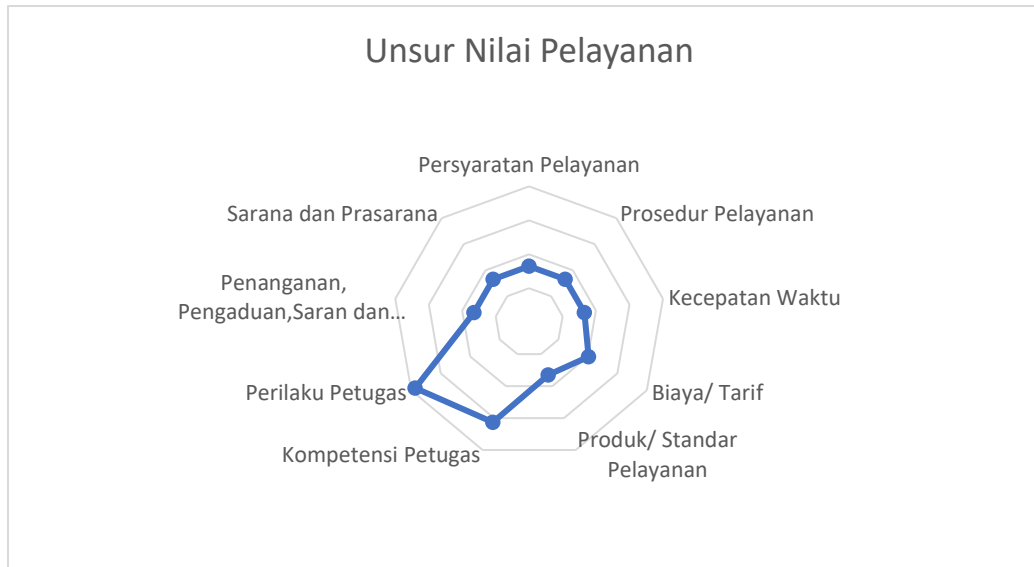 Unsur Nilai Pelayanan
Persyaratan Pelayanan
Prosedur Pelayanan
Kecepatan Waktu
Biaya/ Tarif
Produk/ Standar
Pelayanan
Kompetensi Petugas
Perilaku Petugas
Penanganan,
Pengaduan,Saran dan...
Sarana dan Prasarana